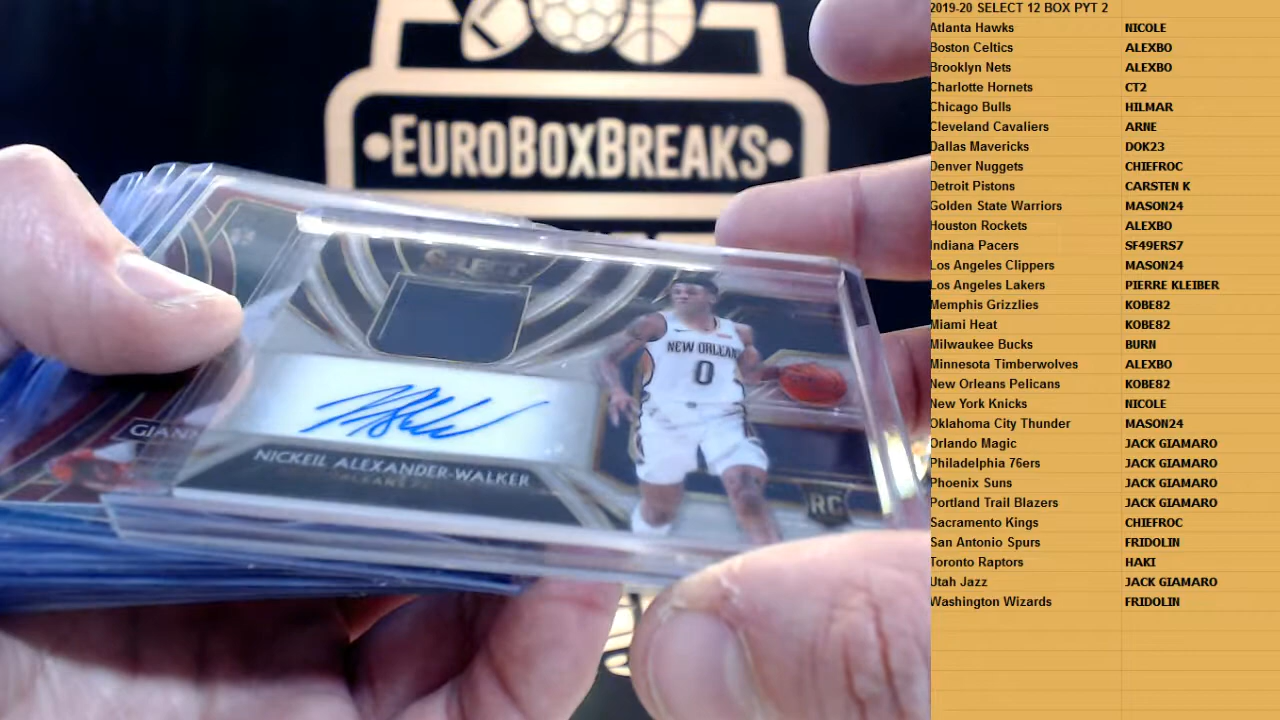 EUROBOXBREAKS
SELECT
NEW ORLEANS
0
GIANN
NICKEIL ALEXANDER-WALKER
RC
2019-20 SELECT 12 BOX PYT 2
Atlanta Hawks NICOLE
Boston Celtics ALEXBO
Brooklyn Nets ALEXBO
Charlotte Hornets CT2
Chicago Bulls HILMAR
Cleveland Cavaliers ARNE
Dallas Mavericks DOK23
Denver Nuggets CHIEFROC
Detroit Pistons CARSTEN K
Golden State Warriors MASON24
Houston Rockets ALEXBO
Indiana Pacers SF49ERS7
Los Angeles Clippers MASON24
Los Angeles Lakers PIERRE KLEIBER
Memphis Grizzlies KOBE82
Miami Heat KOBE82
Milwaukee Bucks BURN
Minnesota Timberwolves ALEXBO
New Orleans Pelicans KOBE82
New York Knicks NICOLE
Oklahoma City Thunder MASON24
Orlando Magic JACK GIAMARO
Philadelphia 76ers JACK GIAMARO
Phoenix Suns JACK GIAMARO
Portland Trail Blazers JACK GIAMARO
Sacramento Kings CHIEFROC
San Antonio Spurs FRIDOLIN
Toronto Raptors HAKI
Utah Jazz JACK GIAMARO
Washington Wizards FRIDOLIN